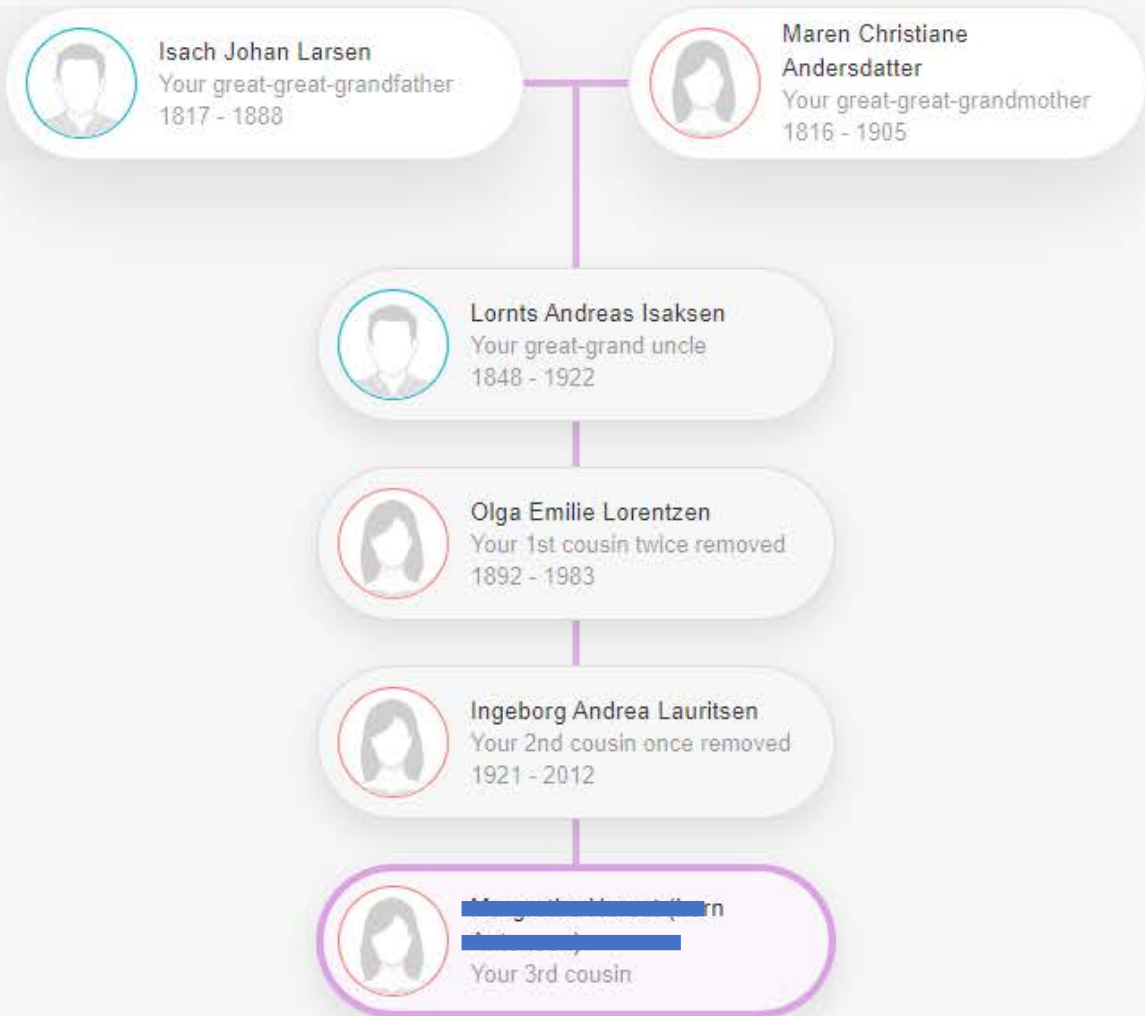 Isach Johan Larsen
Your great-great-grandfather
1817 - 1888
Maren Christiane
Andersdatter
Your great-great-grandmother
1816 - 1905
Lornts Andreas Isaksen
Your great-grand uncle
1848 - 1922
Olga Emilie Lorentzen
Your 1st cousin twice removed
1892 - 1983
Ingeborg Andrea Lauritsen
Your 2nd cousin once removed
1921 - 2012
Your 3rd cousin